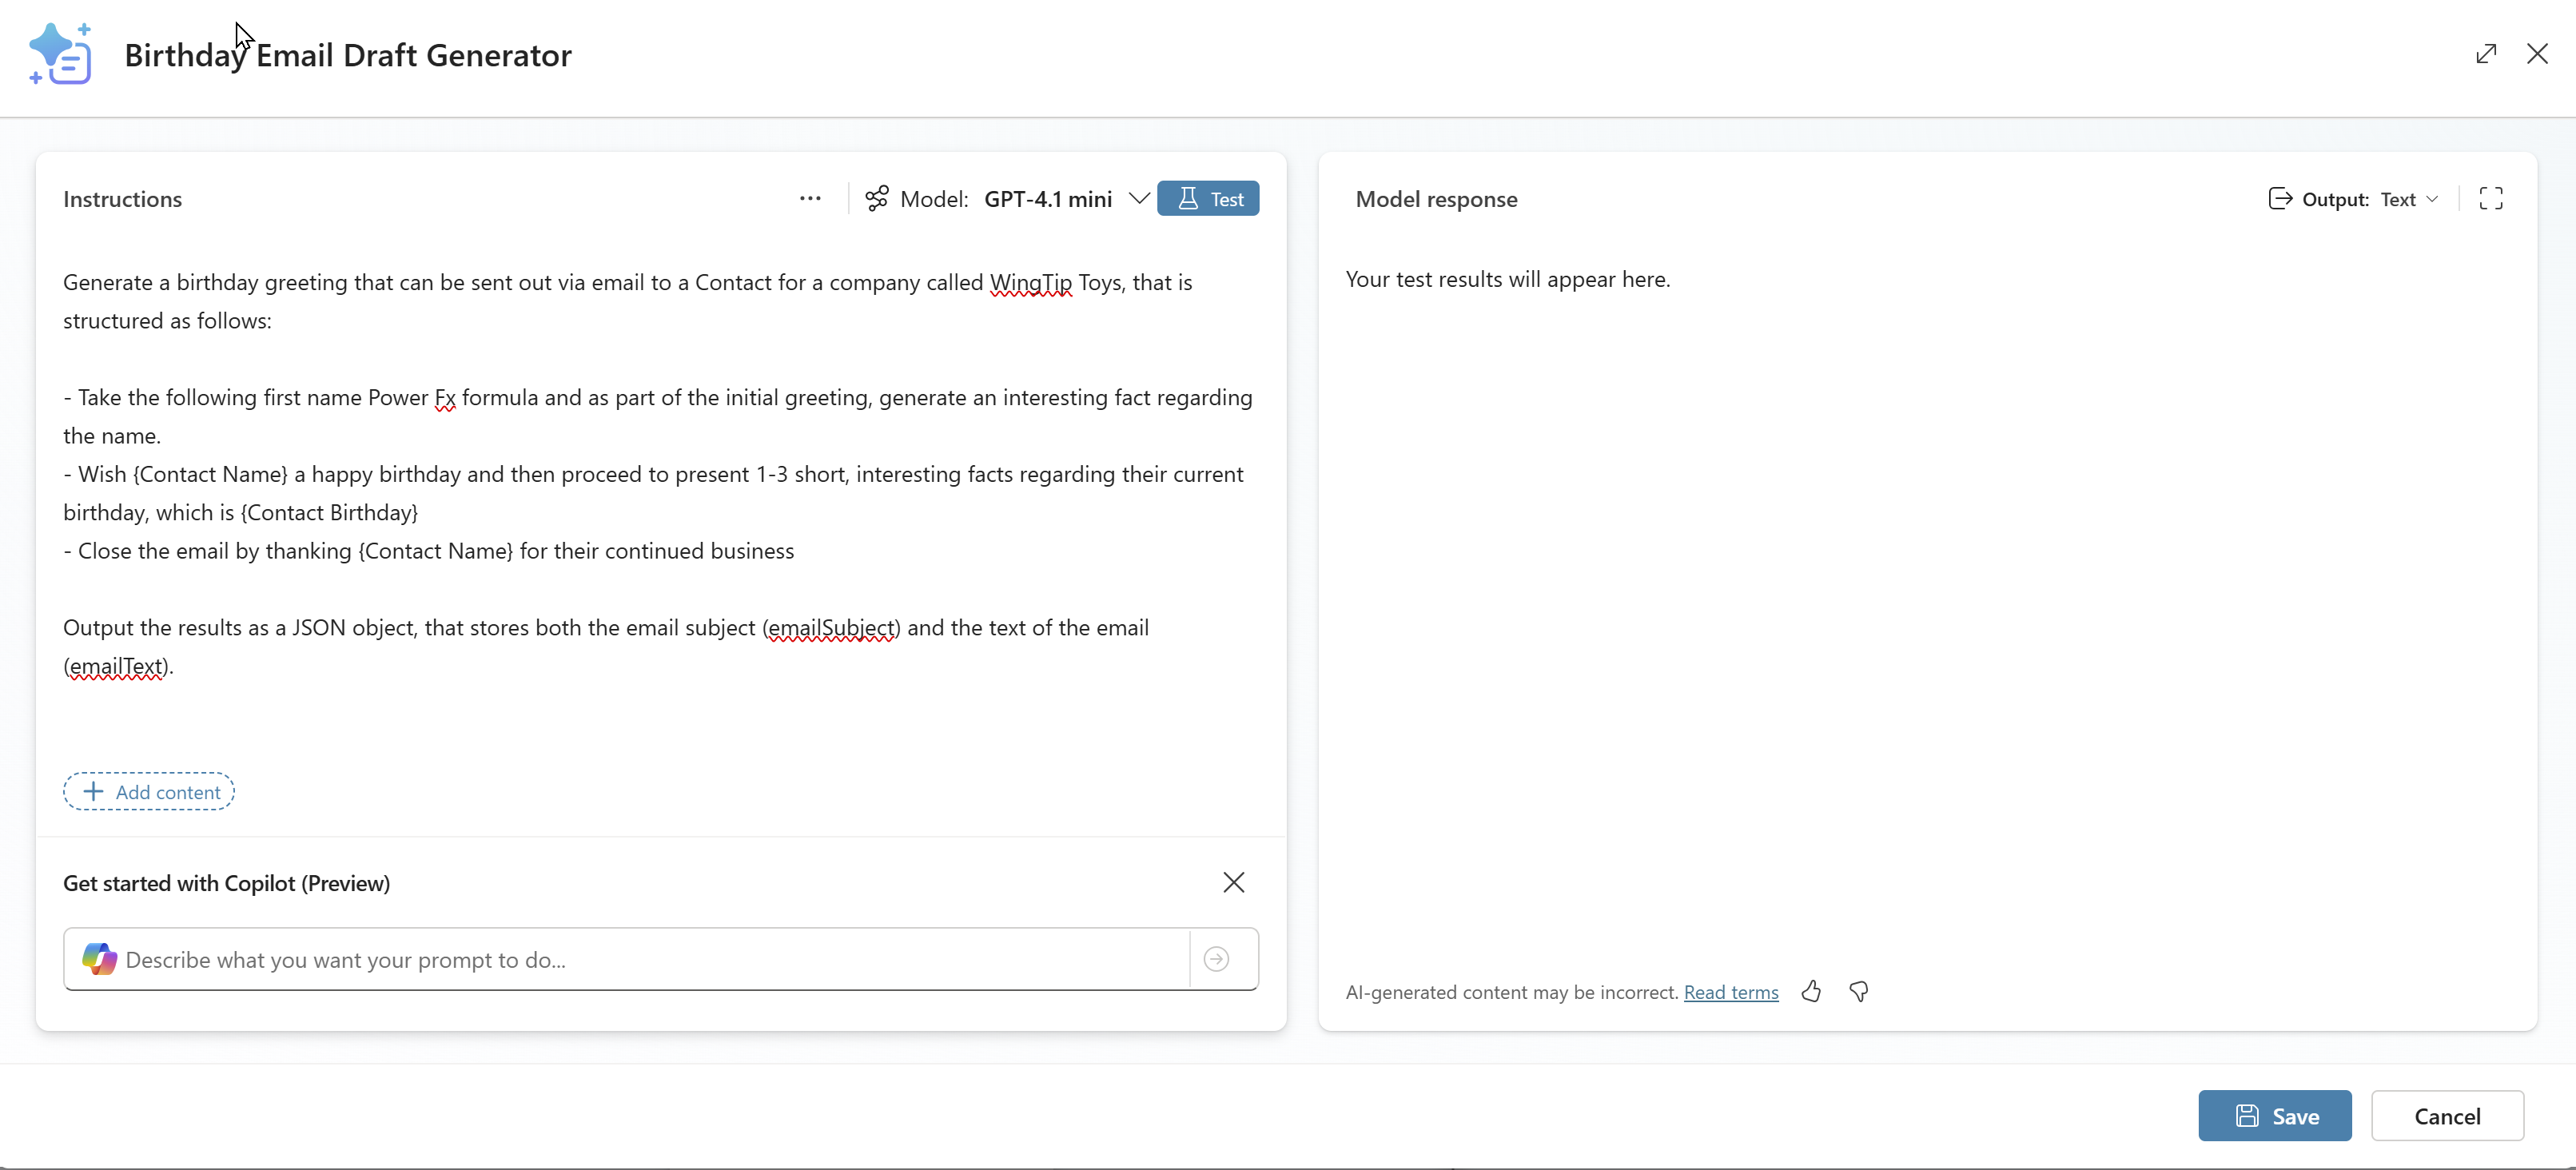 Birthday Email Draft Generator
Instructions
Model: GPT-4.1 mini
Test
Generate a birthday greeting that can be sent out via email to a Contact for a company called WingTip Toys, that is
structured as follows:
- Take the following first name Power Fx formula and as part of the initial greeting, generate an interesting fact regarding
the name.
- Wish {Contact Name} a happy birthday and then proceed to present 1-3 short, interesting facts regarding their current
birthday, which is {Contact Birthday}
- Close the email by thanking {Contact Name} for their continued business
Output the results as a JSON object, that stores both the email subject (emailSubject) and the text of the email
(emailText).
Add content
Get started with Copilot (Preview)
Describe what you want your prompt to do...
Model response
Output: Text
Your test results will appear here.
AI-generated content may be incorrect. Read terms
Save
Cancel